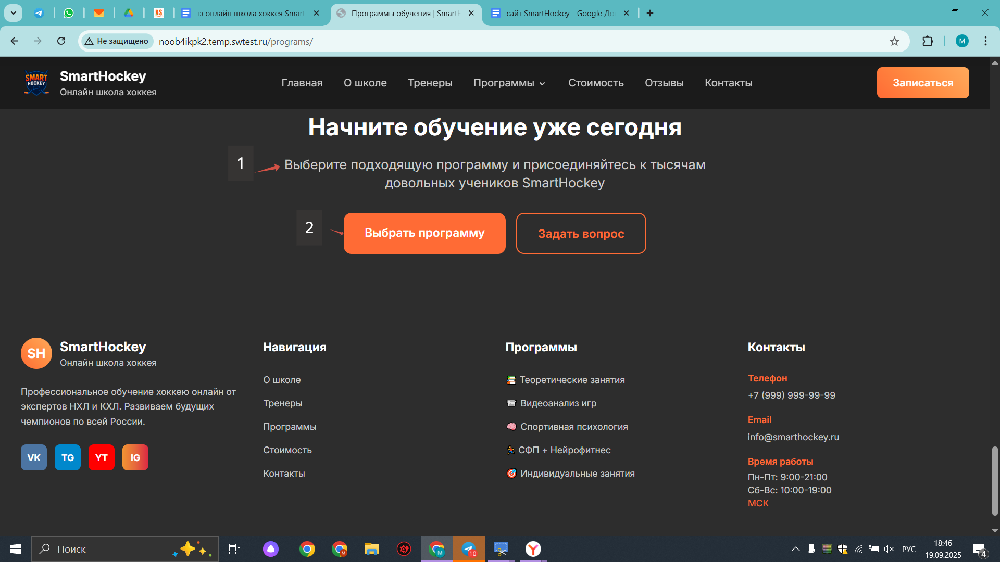 тз онлайн школа хоккея Smart
Программы обучения | SmartH
сайт SmartHockey - Google До
BS
Не защищено
noob4ikpk2.temp.swtest.ru/programs/
M
SMART
HOCKEY
SmartHockey
Онлайн школа хоккея
Главная
О школе
Тренеры
Программы
Стоимость
Отзывы
Контакты
Записаться
Начните обучение уже сегодня
1
Выберите подходящую программу и присоединяйтесь к тысячам
довольных учеников SmartHockey
2
Выбрать программу
Задать вопрос
SH
SmartHockey
Онлайн школа хоккея
Профессиональное обучение хоккею онлайн от
экспертов НХЛ и КХЛ. Развиваем будущих
чемпионов по всей России.
VK
TG
YT
IG
Навигация
О школе
Тренеры
Программы
Стоимость
Контакты
Программы
Теоретические занятия
Видеоанализ игр
Спортивная психология
СФП + Нейрофитнес
Индивидуальные занятия
Контакты
Телефон
+7 (999) 999-99-99
Email
info@smarthockey.ru
Время работы
Пн-Пт: 9:00-21:00
Сб-Вс: 10:00-19:00
МСК
Поиск
M
M
10
РУС
18:46
19.09.2025
4